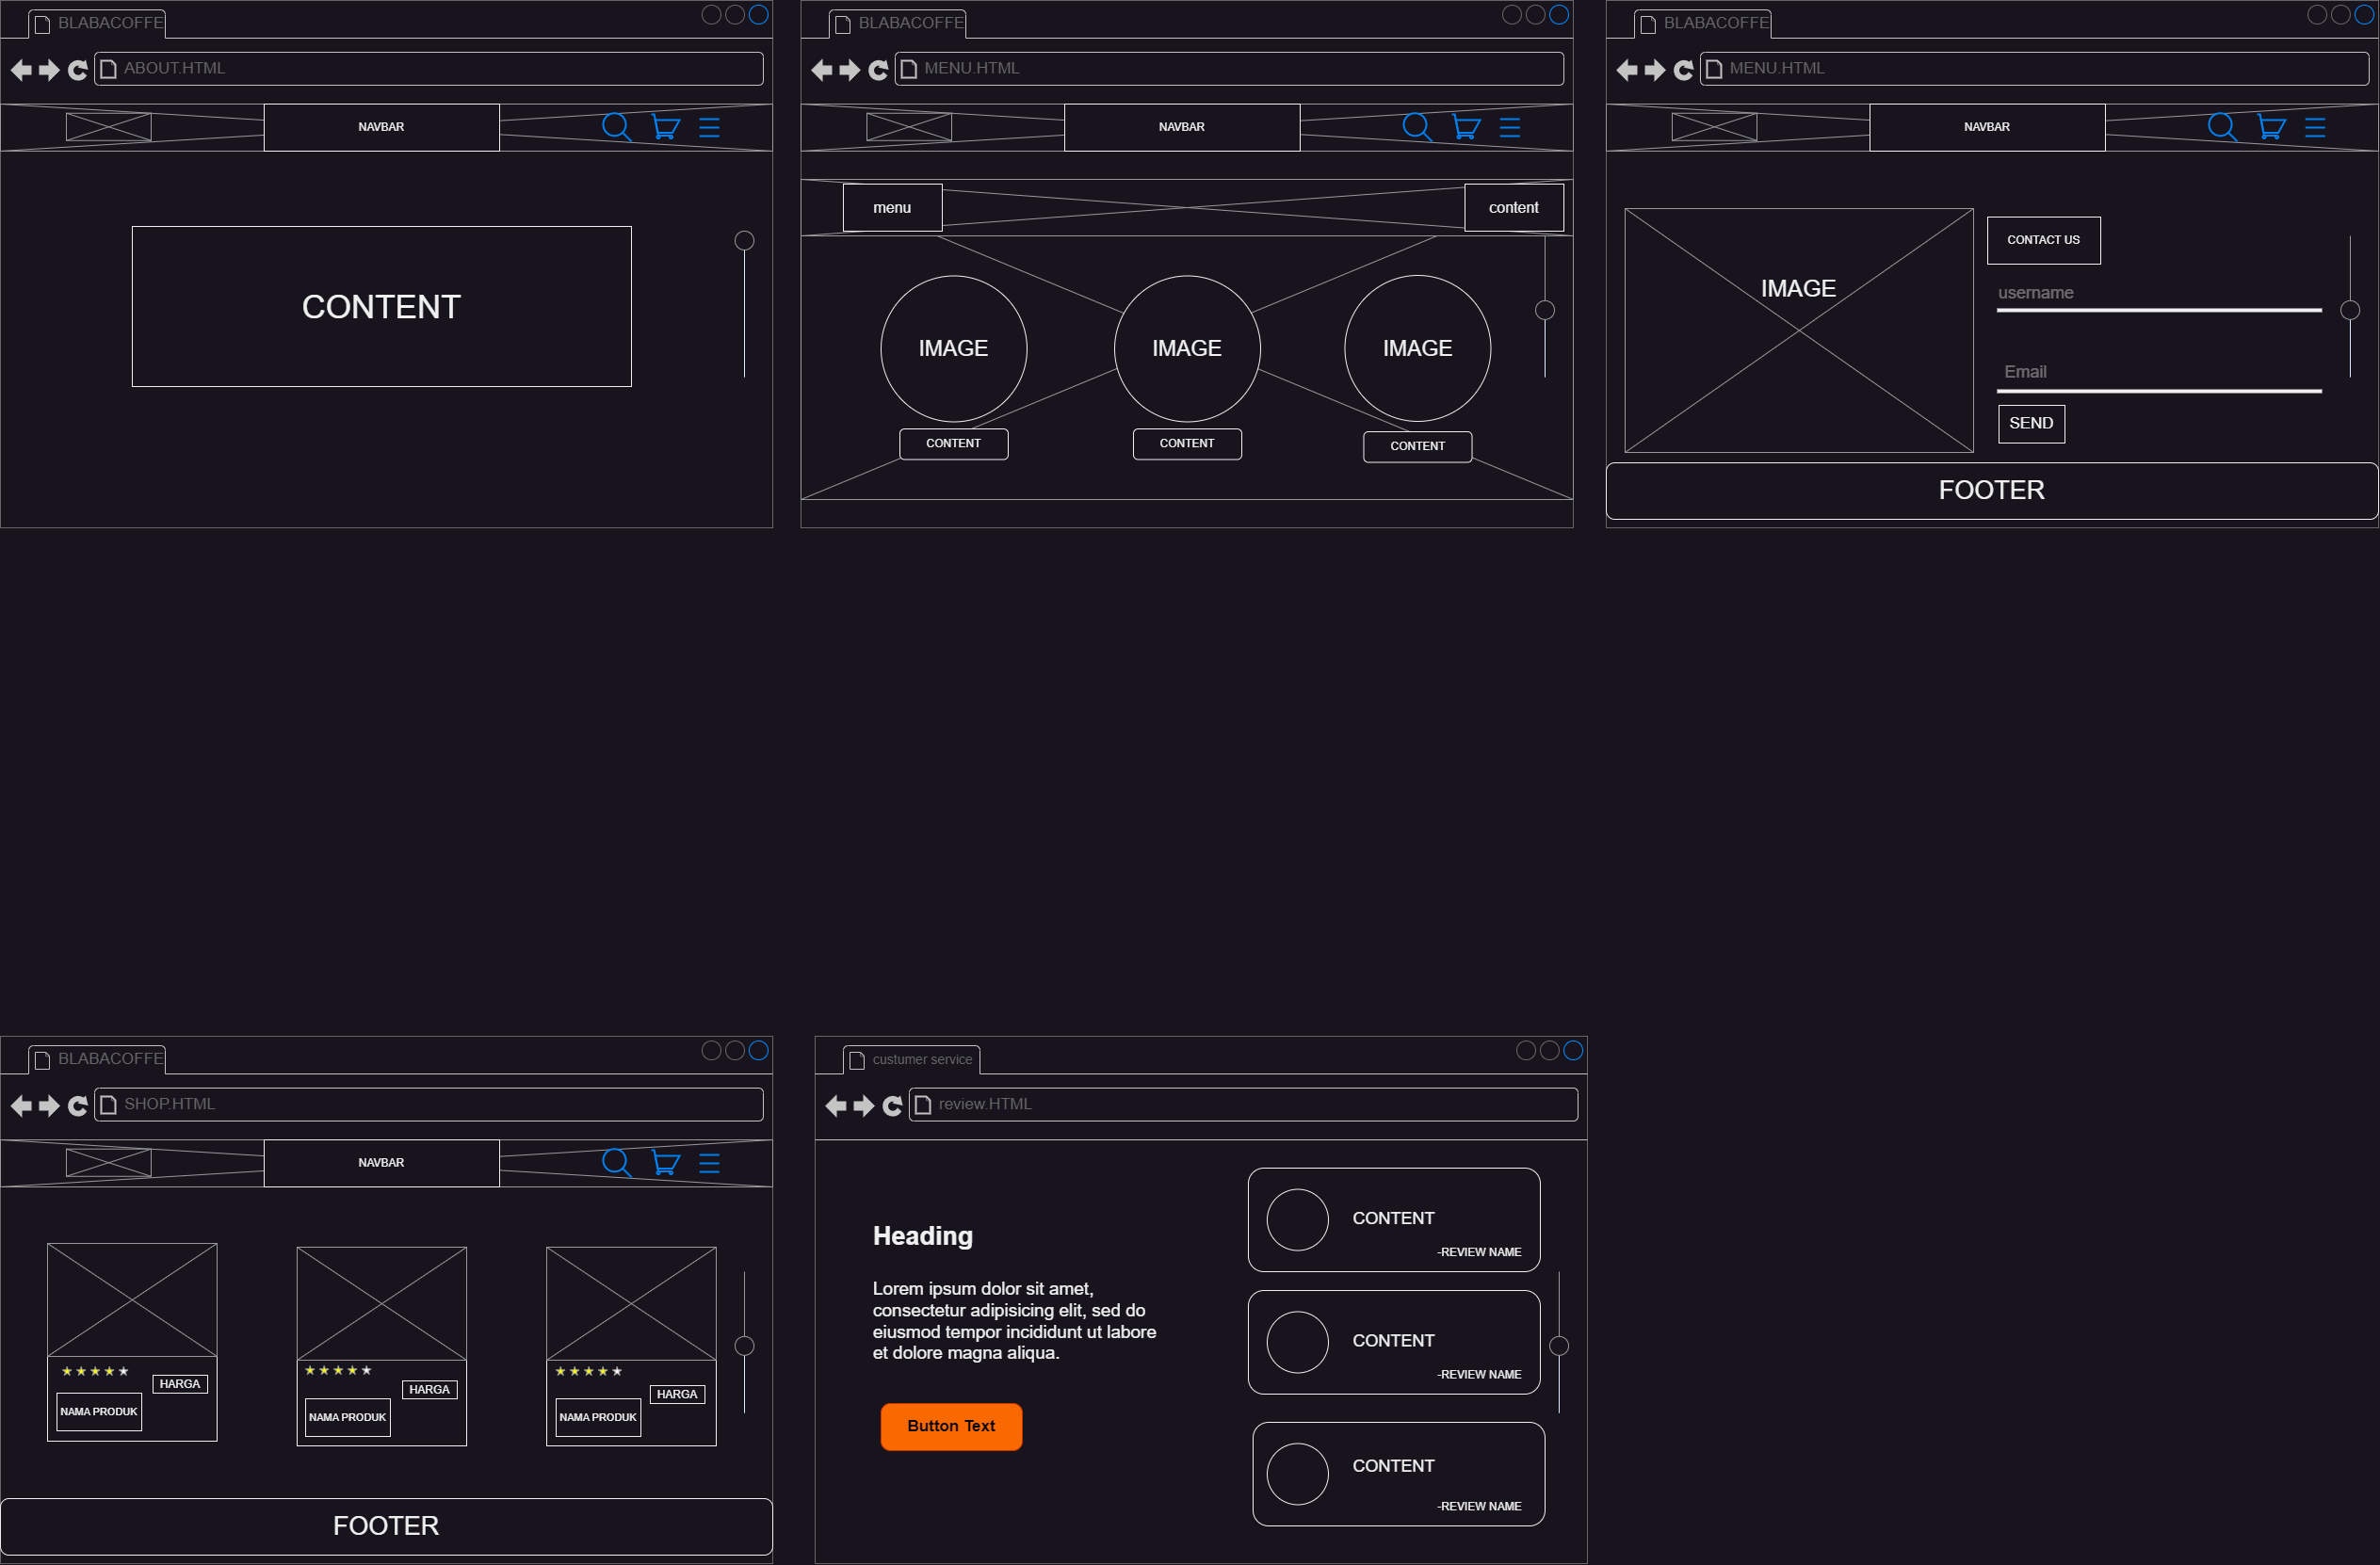 BLABACOFFE
ABOUT.HTML
NAVBAR
CONTENT
BLABACOFFE
MENU.HTML
NAVBAR
menu
content
IMAGE
IMAGE
IMAGE
CONTENT
CONTENT
CONTENT
BLABACOFFE
MENU.HTML
NAVBAR
IMAGE
CONTACT US
username
Email
SEND
FOOTER
BLABACOFFE
SHOP.HTML
NAVBAR
HARGA
NAMA PRODUK
HARGA
NAMA PRODUK
HARGA
NAMA PRODUK
FOOTER
custumer service
review.HTML
Heading
Lorem ipsum dolor sit amet,
consectetur adipisicing elit, sed do
eiusmod tempor incididunt ut labore
et dolore magna aliqua.
Button Text
CONTENT
-REVIEW NAME
CONTENT
-REVIEW NAME
CONTENT
-REVIEW NAME